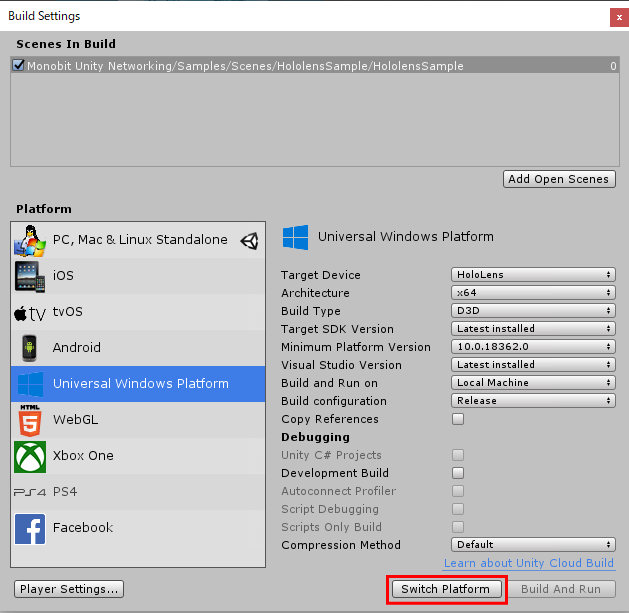 Build Settings
x
Scenes In Build
Monobit Unity Networking/Samples/Scenes/HololensSample/HololensSample 0
Add Open Scenes
Platform
PC, Mac & Linux Standalone
iOS
tv tvOS
Android
Universal Windows Platform
HTML 5 WebGL
Xbox One
PS4 PS4
f Facebook
Universal Windows Platform
Target Device HoloLens
Architecture x64
Build Type D3D
Target SDK Version Latest installed
Minimum Platform Version 10.0.18362.0
Visual Studio Version Latest installed
Build and Run on Local Machine
Build configuration Release
Copy References
Debugging
Unity C# Projects
Development Build
Autoconnect Profiler
Script Debugging
Scripts Only Build
Compression Method Default
Learn about Unity Cloud Build
Player Settings... Switch Platform Build And Run